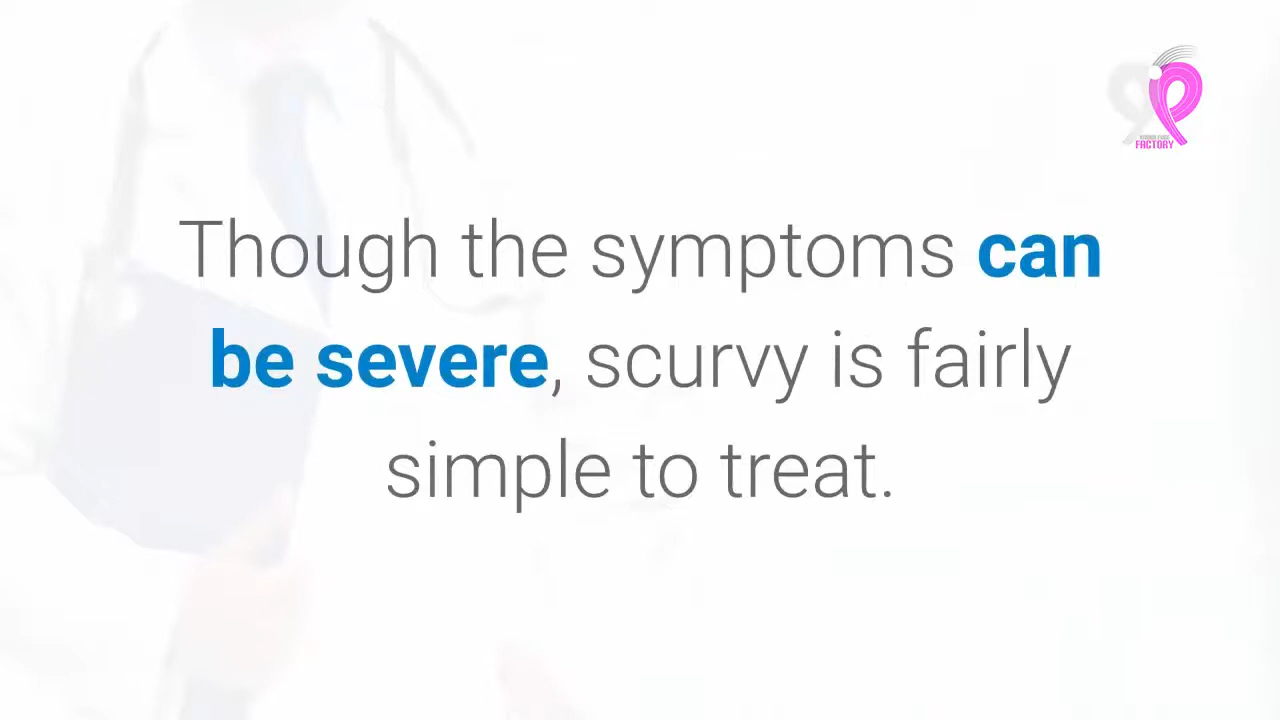 Though the symptoms can
be severe, scurvy is fairly
simple to treat.
FACTORY